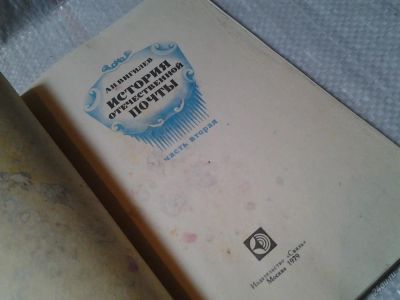 А·Н·ВИГИЛЕВ
ИСТОРИЯ
ОТЕЧЕСТВЕННОЙ
ПОЧТЫ
часть вторая
Издательство «Связь»
Москва 1979